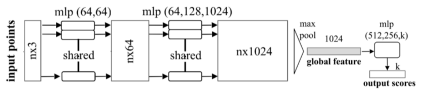 input points
nx3
mlp (64,64)
shared
nx64
mlp (64,128,1024)
shared
nx1024
max
pool
1024
global feature
mlp
(512,256,k)
k
output scores